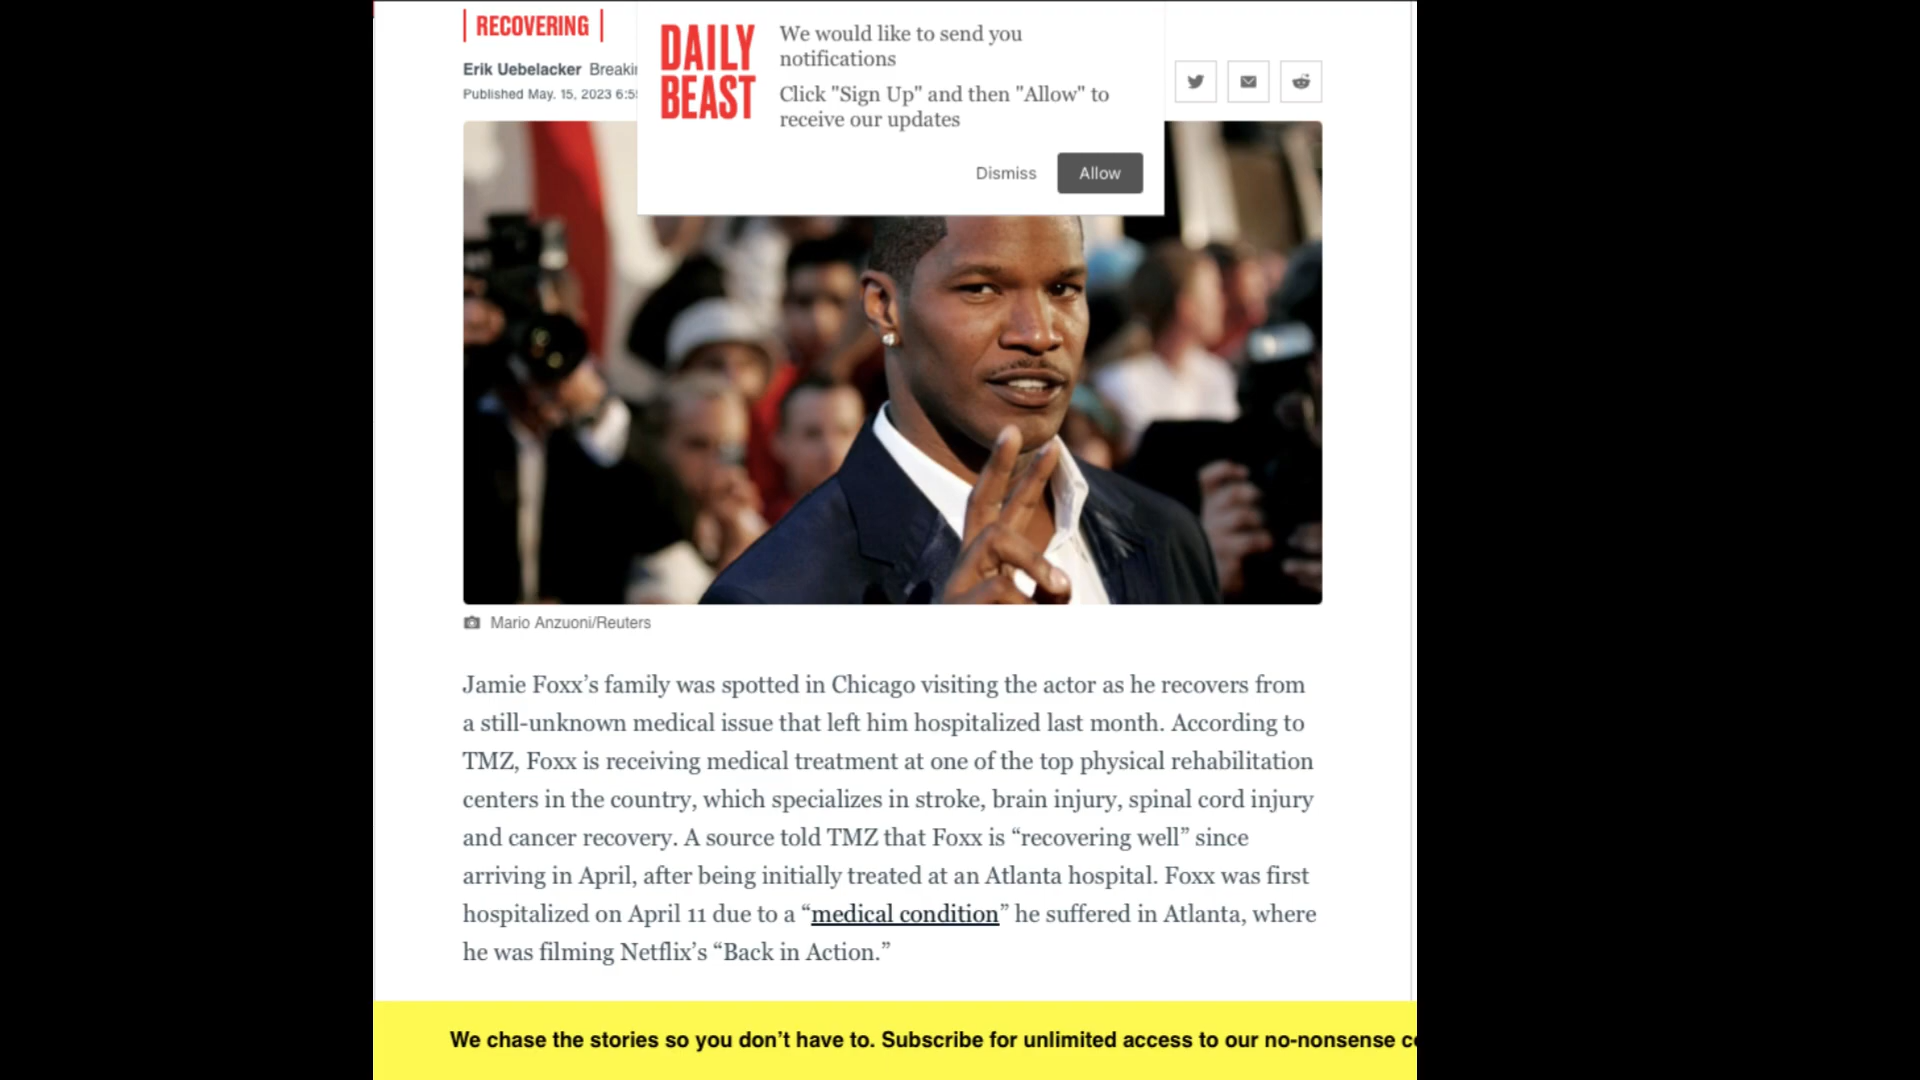 RECOVERING
Erik Uebelacker
Published May. 15, 2023
DAILY
BEAST
We would like to send you
notifications
Click "Sign Up" and then "Allow" to
receive our updates
Dismiss
Allow
Mario Anzuoni/Reuters
Jamie Foxx’s family was spotted in Chicago visiting the actor as he recovers from
a still-unknown medical issue that left him hospitalized last month. According to
TMZ, Foxx is receiving medical treatment at one of the top physical rehabilitation
centers in the country, which specializes in stroke, brain injury, spinal cord injury
and cancer recovery. A source told TMZ that Foxx is “recovering well” since
arriving in April, after being initially treated at an Atlanta hospital. Foxx was first
hospitalized on April 11 due to a “medical condition” he suffered in Atlanta, where
he was filming Netflix’s “Back in Action.”
We chase the stories so you don’t have to. Subscribe for unlimited access to our no-nonsense